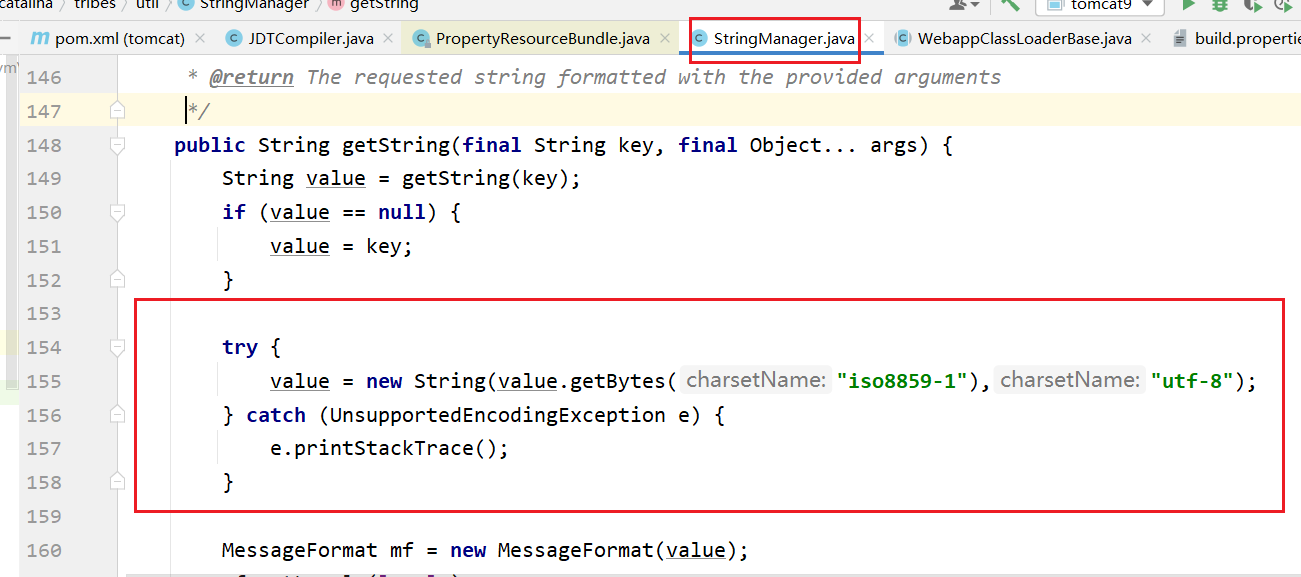 catalina tribes util StringManager getString tomcat9
pom.xml (tomcat) JDTCompiler.java PropertyResourceBundle.java StringManager.java WebappClassLoaderBase.java
146 * @return The requested string formatted with the provided arguments
147 */
148 public String getString(final String key, final Object... args) {
149 String value = getString(key);
150 if (value == null) {
151 value = key;
152 }
153
154 try {
155 value = new String(value.getBytes( charsetName: "iso8859-1"), charsetName: "utf-8");
156 } catch (UnsupportedEncodingException e) {
157 e.printStackTrace();
158 }
159
160 MessageFormat mf = new MessageFormat(value);